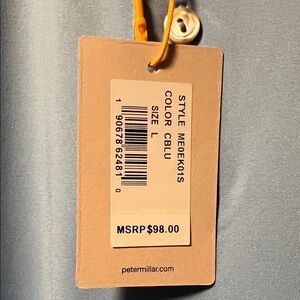 STYLE ME0EK01S
COLOR CBLU
SIZE L
1 90678 62481 0
MSRP $98.00
petermillar.com